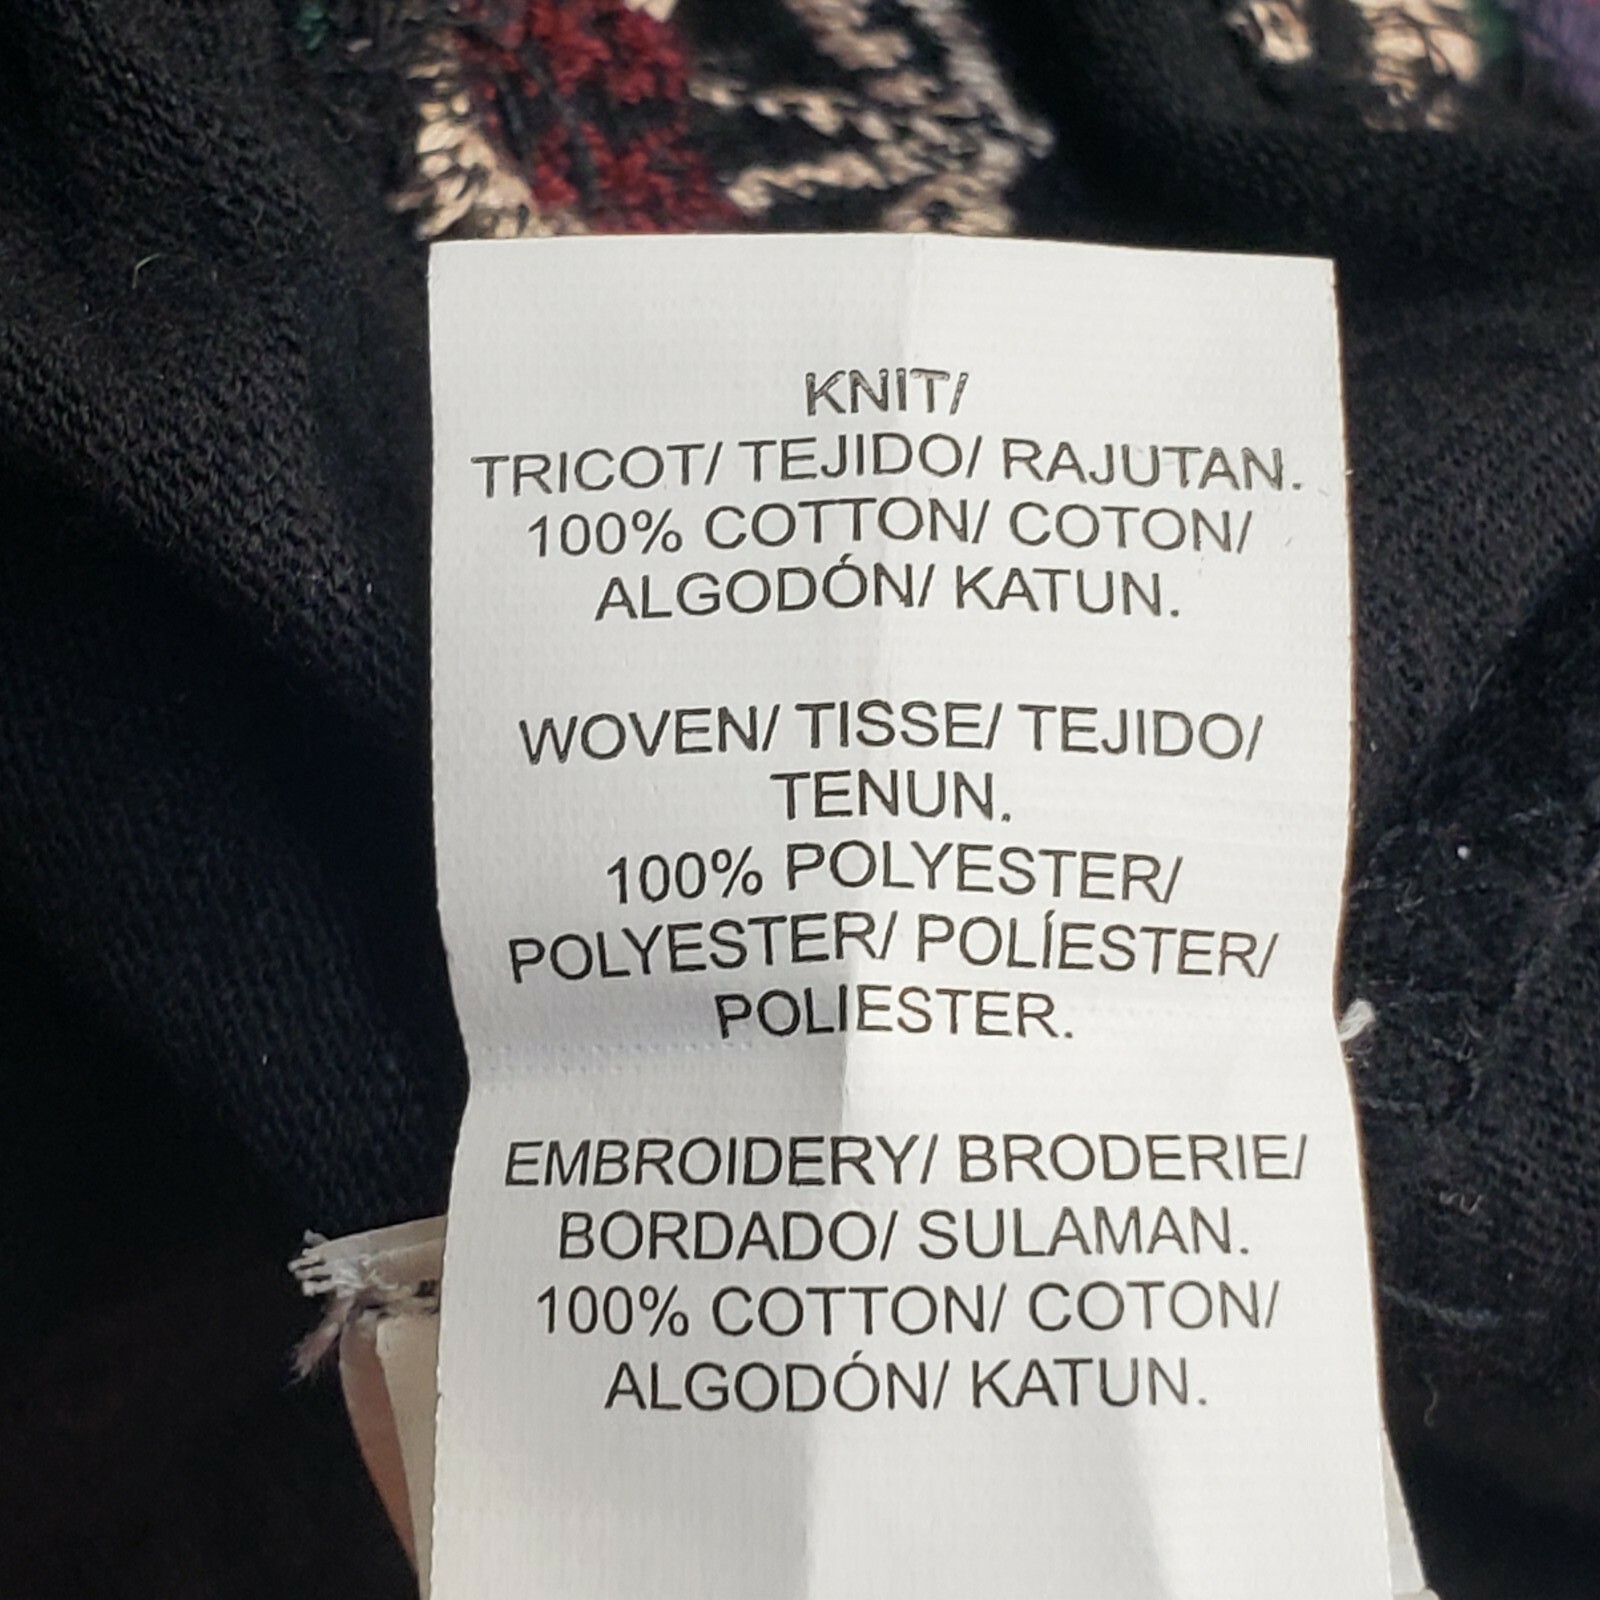 KNIT/
TRICOT/ TEJIDO/ RAJUTAN.
100% COTTON/ COTON/
ALGODÓN/ KATUN.
WOVEN/ TISSE/ TEJIDO/
TENUN.
100% POLYESTER/
POLYESTER/ POLÍESTER/
POLIESTER.
EMBROIDERY/ BRODERIE/
BORDADO/ SULAMAN.
100% COTTON/ COTON/
ALGODÓN/ KATUN.